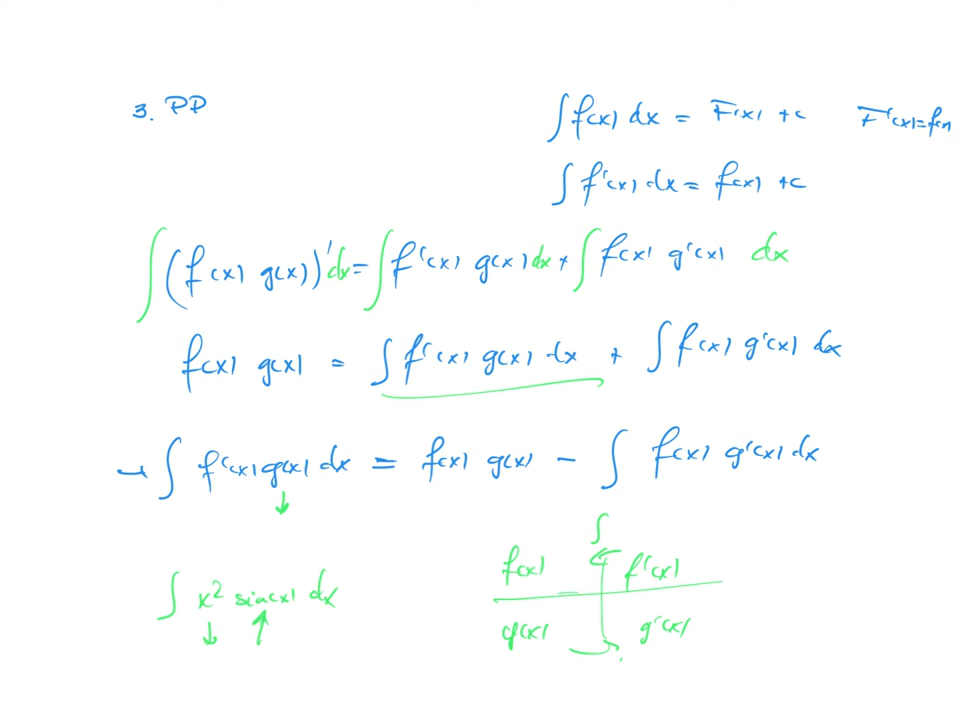 3. PP
∫ f(x) dx = F(x) + c    F'(x) = f(x)
∫ f'(x) dx = f(x) + c
∫ (f(x) g(x))' dx = ∫ f'(x) g(x) dx + ∫ f(x) g'(x) dx
f(x) g(x) = ∫ f'(x) g(x) dx + ∫ f(x) g'(x) dx
→ ∫ f'(x) g(x) dx = f(x) g(x) − ∫ f(x) g'(x) dx
↓
∫
f(x) ← f'(x)
∫ x² sin(x) dx
↓ ↑
g(x) → g'(x)